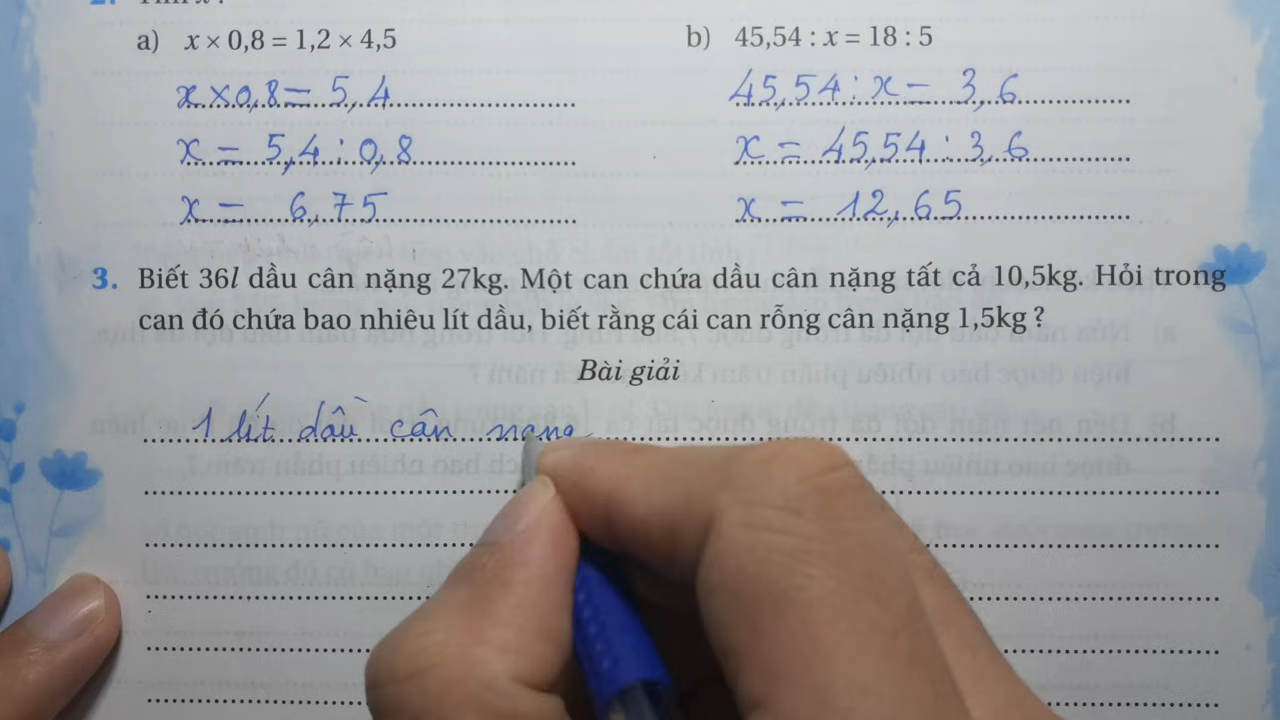 a) x × 0,8 = 1,2 × 4,5
x × 0,8 = 5,4
x = 5,4 : 0,8
x = 6,75
b) 45,54 : x = 18 : 5
45,54 : x = 3,6
x = 45,54 : 3,6
x = 12,65
3. Biết 36l dầu cân nặng 27kg. Một can chứa dầu cân nặng tất cả 10,5kg. Hỏi trong
can đó chứa bao nhiêu lít dầu, biết rằng cái can rỗng cân nặng 1,5kg ?
Bài giải
1 lít dầu cân nang